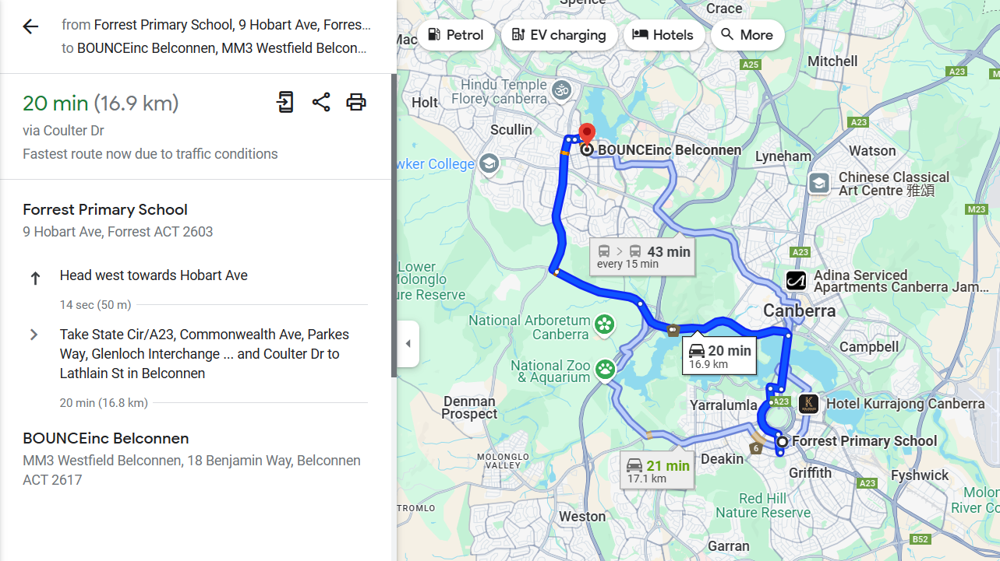 from Forrest Primary School, 9 Hobart Ave, Forres...
to BOUNCEinc Belconnen, MM3 Westfield Belcon...
20 min (16.9 km)
via Coulter Dr
Fastest route now due to traffic conditions
Forrest Primary School
9 Hobart Ave, Forrest ACT 2603
Head west towards Hobart Ave
14 sec (50 m)
Take State Cir/A23, Commonwealth Ave, Parkes
Way, Glenloch Interchange ... and Coulter Dr to
Lathlain St in Belconnen
20 min (16.8 km)
BOUNCEinc Belconnen
MM3 Westfield Belconnen, 18 Benjamin Way, Belconnen
ACT 2617
Spence
Crace
Mac
Petrol
EV charging
Hotels
More
Mitchell
A25
A23
M
Hindu Temple
Florey canberra
Holt
Scullin
A23
BOUNCEinc Belconnen
Watson
Lyneham
wker College
Chinese Classical
Art Centre 雅頌
M23
43 min
every 15 min
A23
Lower
Molonglo
ure Reserve
Adina Serviced
Apartments Canberra Jam...
Canberra
National Arboretum
Canberra
20 min
16.9 km
Campbell
National Zoo
& Aquarium
Denman
Prospect
Yarralumla
A23
Hotel Kurrajong Canberra
Forrest Primary School
6
MOLONGLO
VALLEY
21 min
17.1 km
Deakin
Griffith
Fyshwick
A23
Red Hill
Nature Reserve
Molon
River Co
TROMLO
Weston
Garran
B52